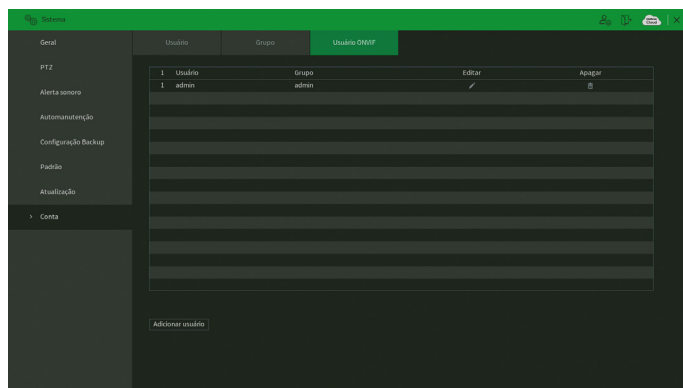 Sistema
Geral
Usuário Grupo Usuário ONVIF
PTZ
1 Usuário Grupo Editar Apagar
1 admin admin
Alerta sonoro
Automanutenção
Configuração Backup
Padrão
Atualização
> Conta
Adicionar usuário